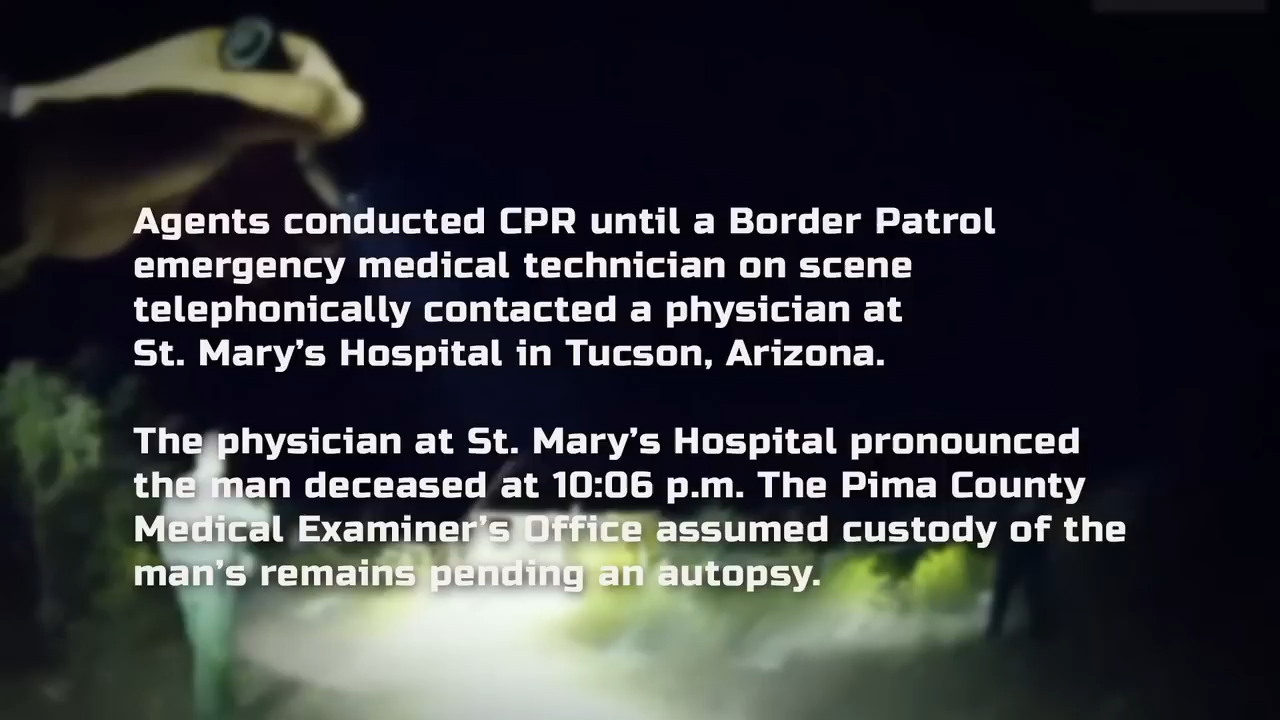 Agents conducted CPR until a Border Patrol
emergency medical technician on scene
telephonically contacted a physician at
St. Mary’s Hospital in Tucson, Arizona.
The physician at St. Mary’s Hospital pronounced
the man deceased at 10:06 p.m. The Pima County
Medical Examiner’s Office assumed custody of the
man’s remains pending an autopsy.